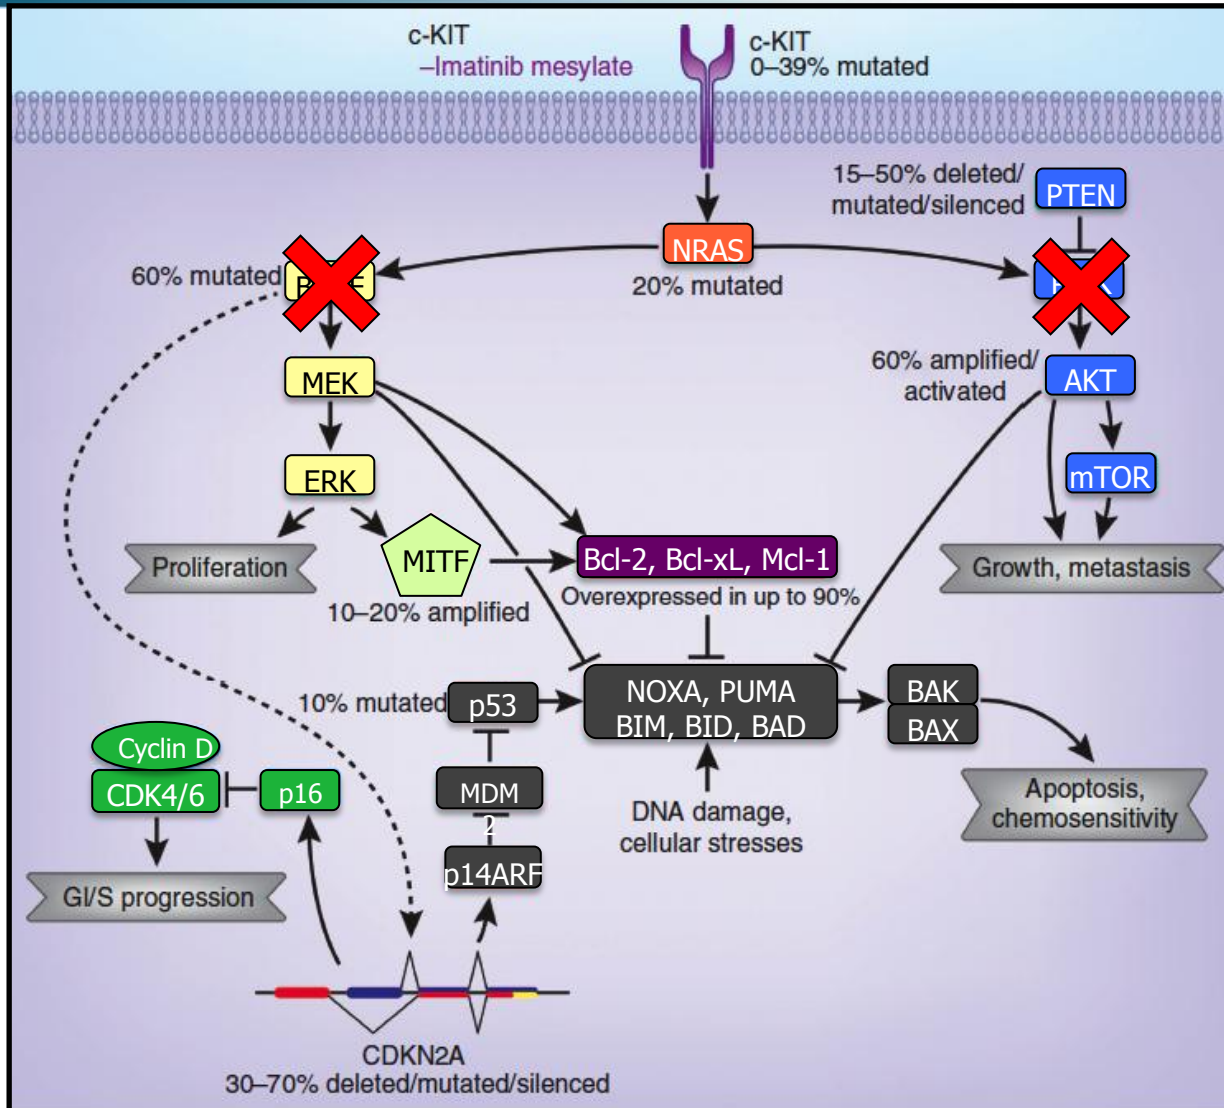 c-KIT
–Imatinib mesylate
c-KIT
0–39% mutated
15–50% deleted/
mutated/silenced
PTEN
NRAS
20% mutated
60% mutated
MEK
60% amplified/
activated
AKT
ERK
mTOR
Proliferation
MITF
Bcl-2, Bcl-xL, Mcl-1
Growth, metastasis
10–20% amplified
Overexpressed in up to 90%
10% mutated
p53
NOXA, PUMA
BIM, BID, BAD
BAK
BAX
Cyclin D
CDK4/6
p16
MDM
2
DNA damage,
cellular stresses
Apoptosis,
chemosensitivity
p14ARF
GI/S progression
CDKN2A
30–70% deleted/mutated/silenced